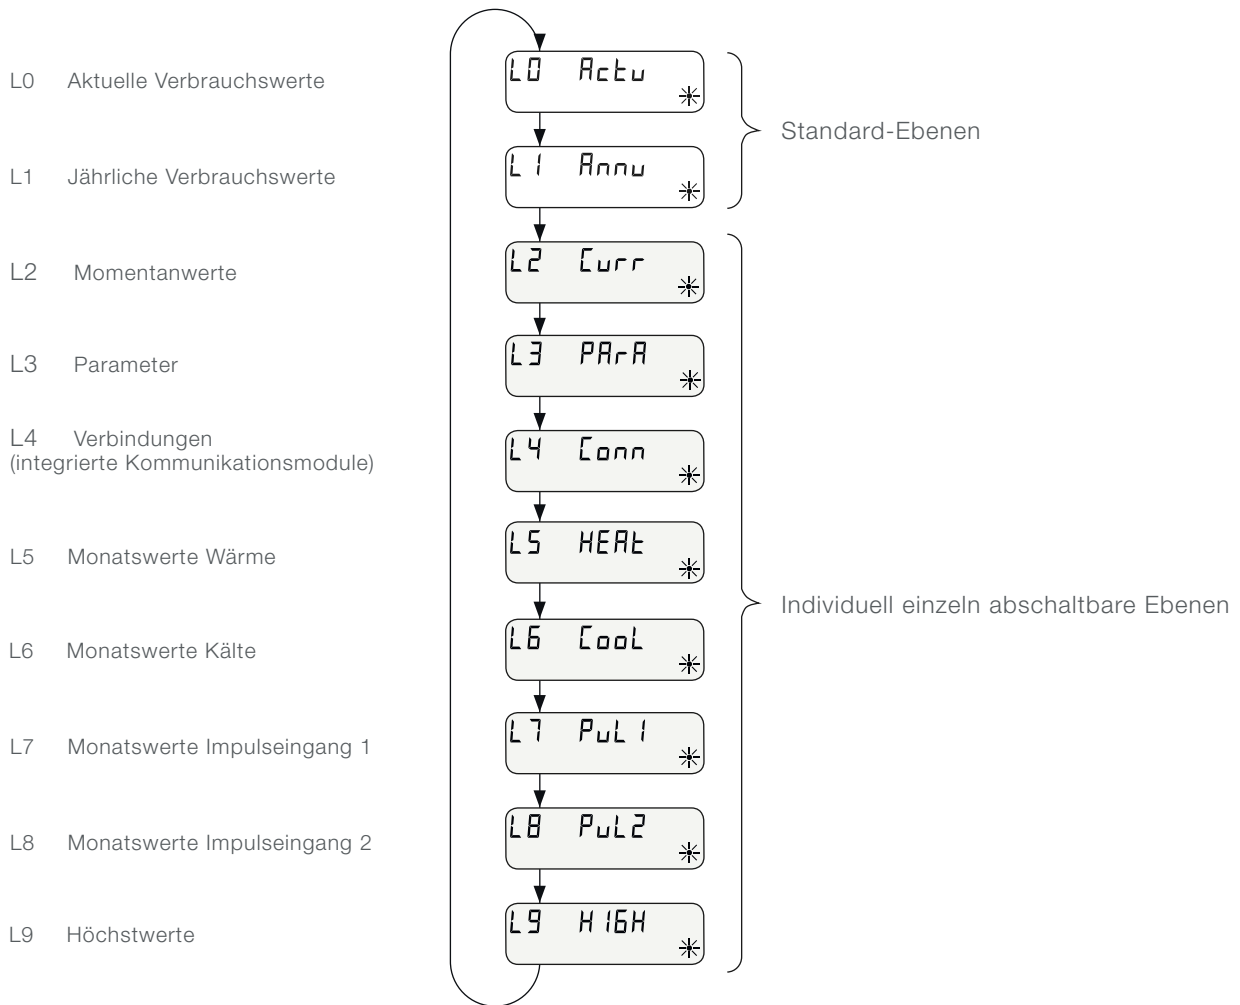 L0 Aktuelle Verbrauchswerte
L0 Actu
Standard-Ebenen
L1 Jährliche Verbrauchswerte
L1 Annu
L2 Momentanwerte
L2 Curr
L3 Parameter
L3 PArA
L4 Verbindungen
(integrierte Kommunikationsmodule)
L4 Conn
L5 Monatswerte Wärme
L5 HEAt
Individuell einzeln abschaltbare Ebenen
L6 Monatswerte Kälte
L6 CooL
L7 Monatswerte Impulseingang 1
L7 PuL1
L8 Monatswerte Impulseingang 2
L8 PuL2
L9 Höchstwerte
L9 HIGH